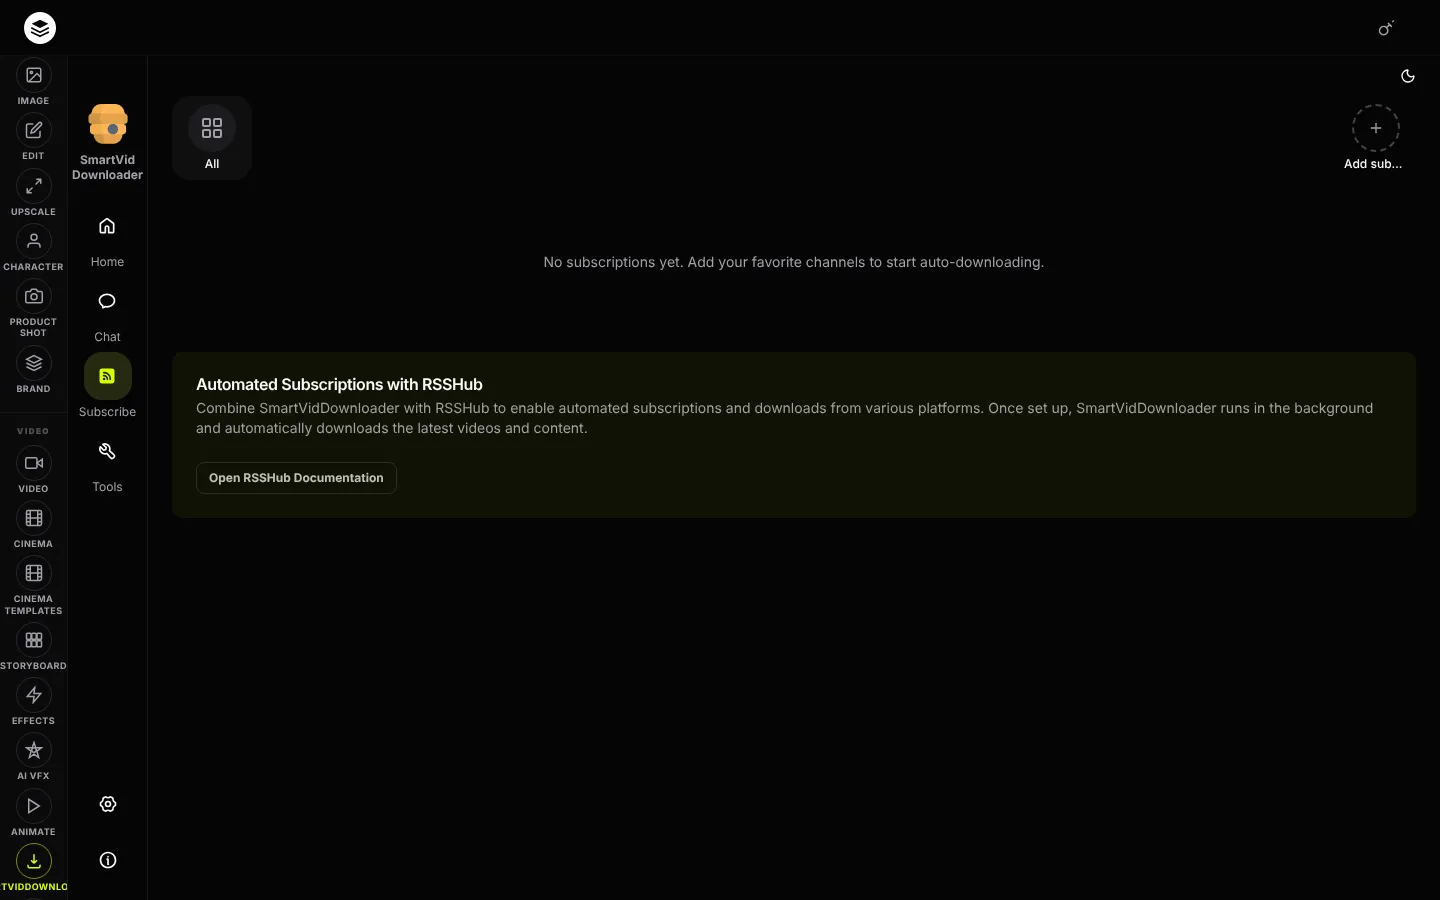 IMAGE
EDIT
UPSCALE
CHARACTER
PRODUCT
SHOT
BRAND
VIDEO
VIDEO
CINEMA
CINEMA
TEMPLATES
STORYBOARD
EFFECTS
AI VFX
ANIMATE
TVIDDOWNLO
SmartVid
Downloader
Home
Chat
Subscribe
Tools
All
Add sub...
No subscriptions yet. Add your favorite channels to start auto-downloading.
Automated Subscriptions with RSSHub
Combine SmartVidDownloader with RSSHub to enable automated subscriptions and downloads from various platforms. Once set up, SmartVidDownloader runs in the background
and automatically downloads the latest videos and content.
Open RSSHub Documentation